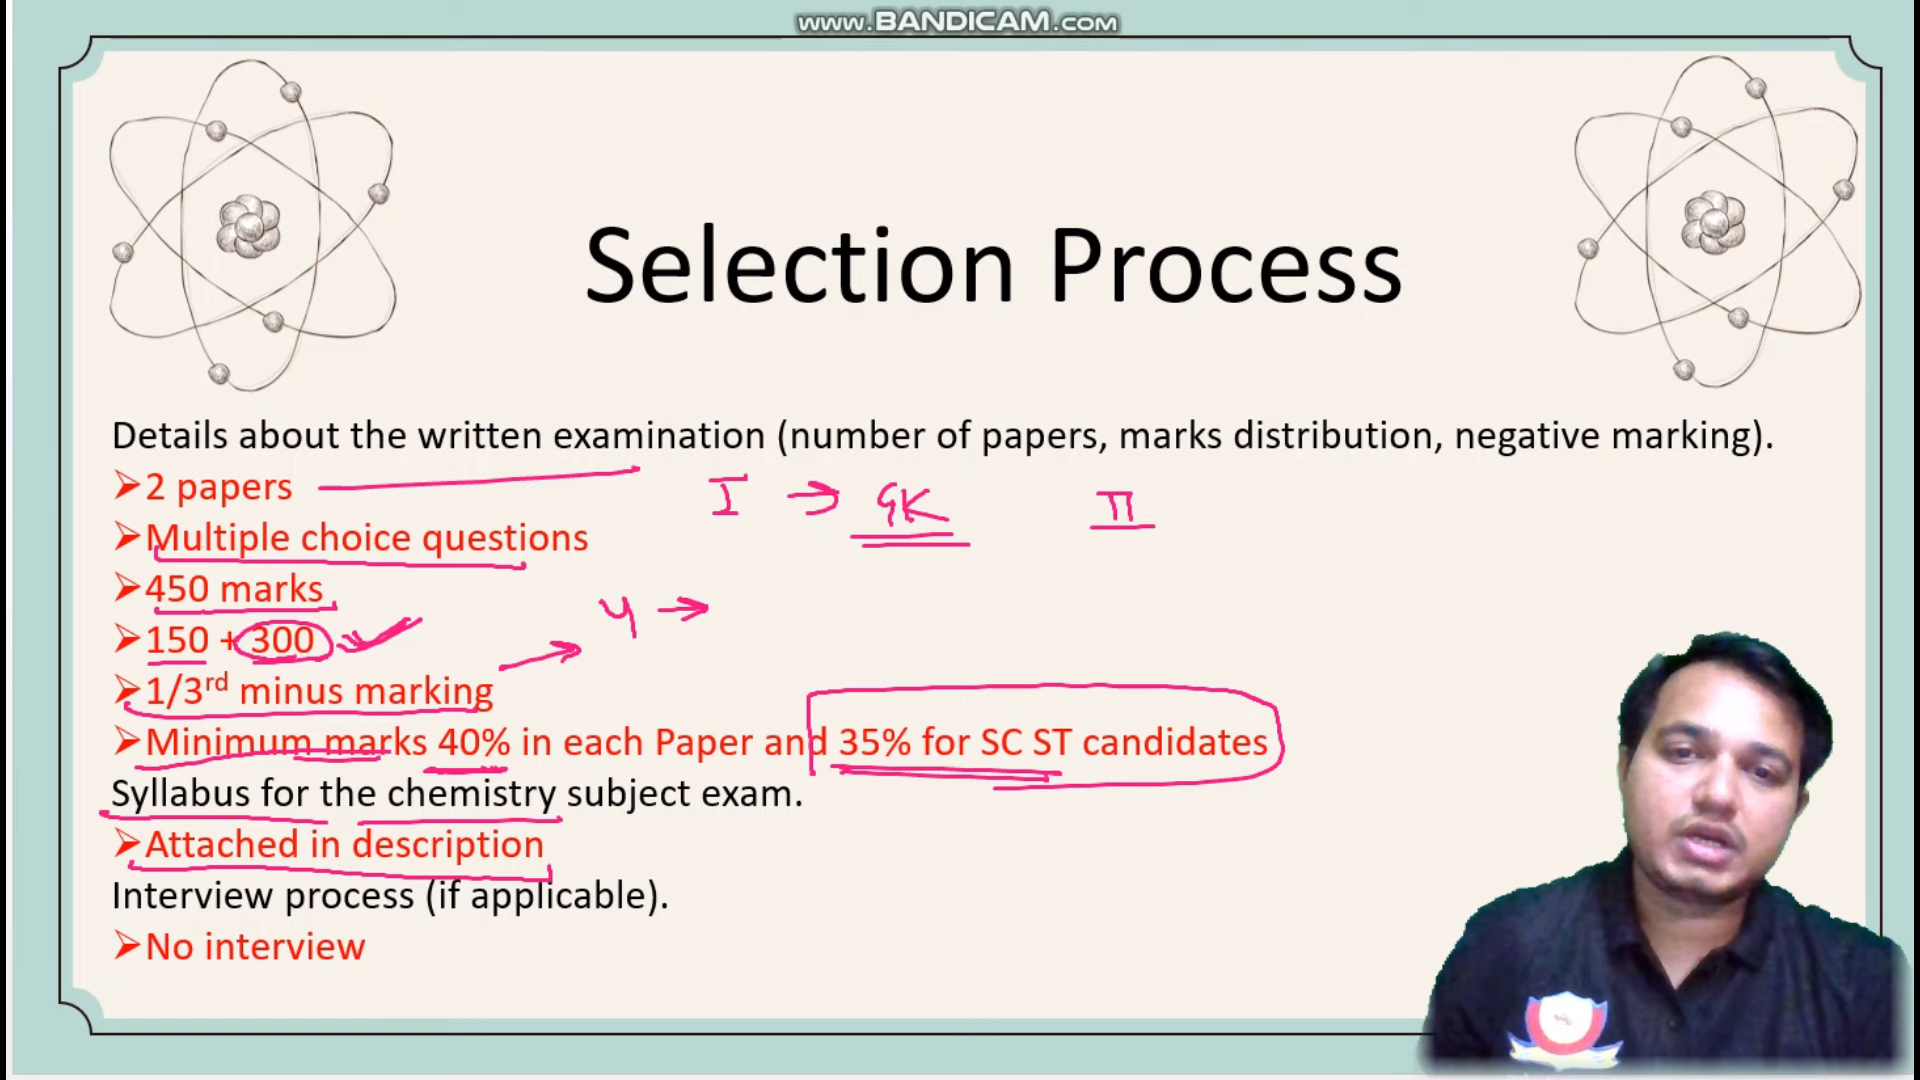 www.BANDICAM.com
Selection Process
Details about the written examination (number of papers, marks distribution, negative marking).
➢2 papers
I → GK II
➢Multiple choice questions
➢450 marks
4 →
➢150 + 300
➢1/3rd minus marking
➢Minimum marks 40% in each Paper and 35% for SC ST candidates
Syllabus for the chemistry subject exam.
➢Attached in description
Interview process (if applicable).
➢No interview